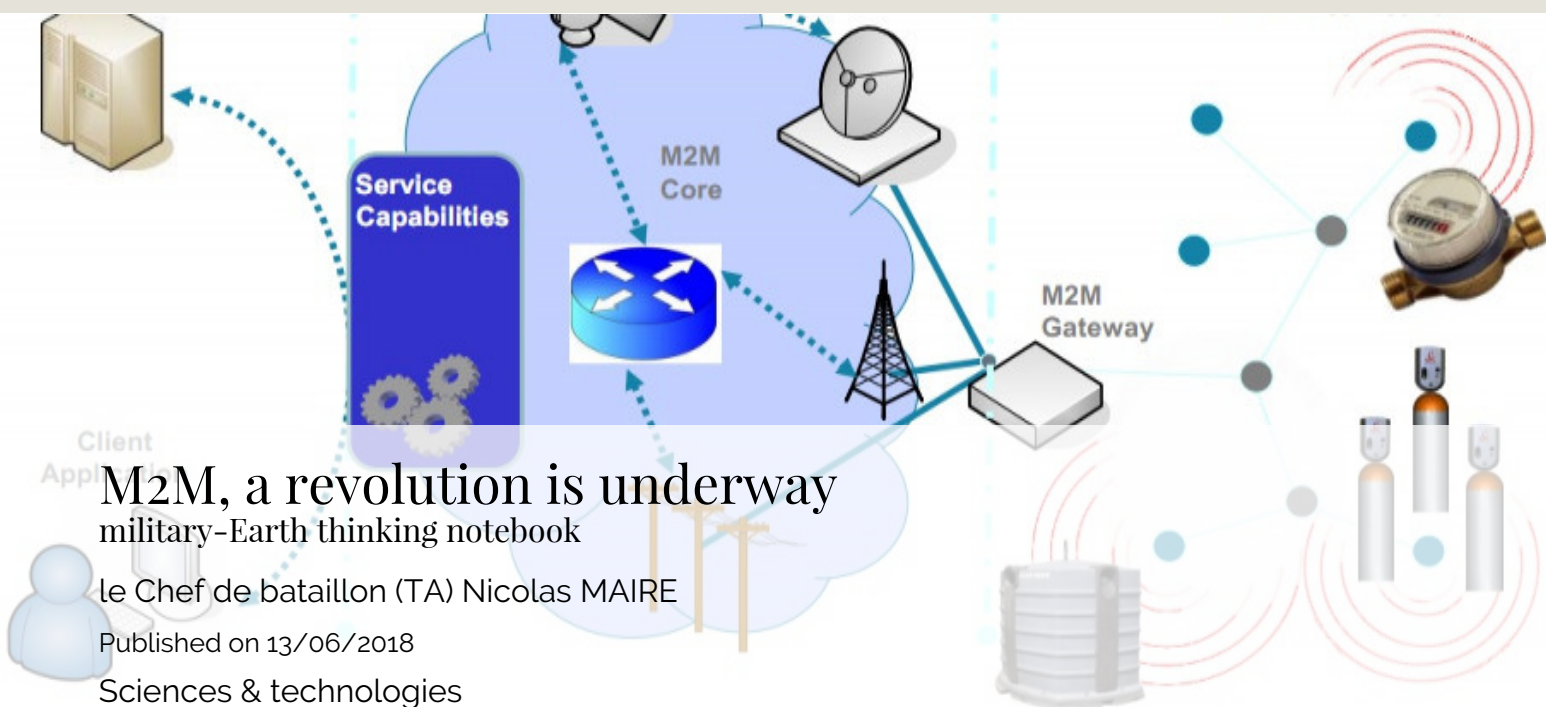 Service
Capabilities
M2M
Core
M2M
Gateway
Client
Application
M2M, a revolution is underway
military-Earth thinking notebook
le Chef de bataillon (TA) Nicolas MAIRE
Published on 13/06/2018
Sciences & technologies